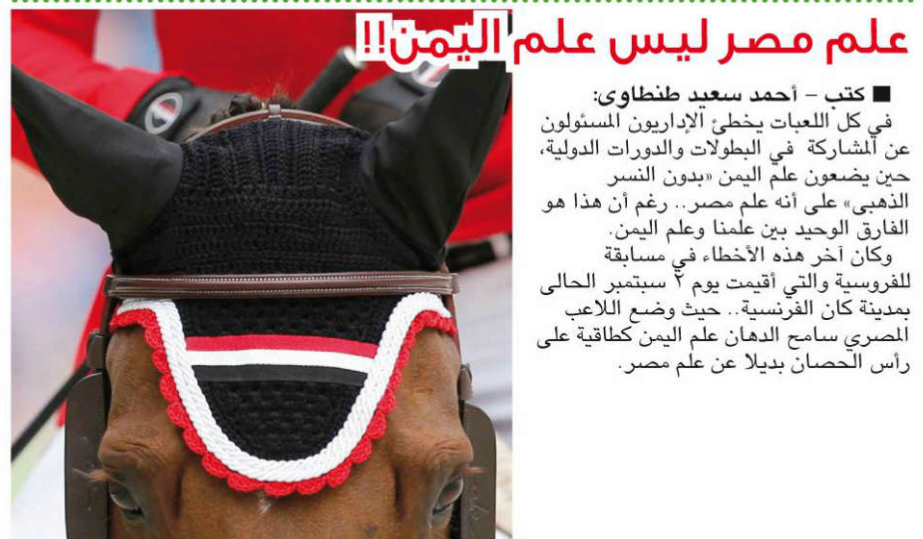 علم مصر ليس علم اليمن!!
■ كتب – أحمد سعيد طنطاوى:
فى كل اللعبات يخطئ الإداريون المسئولون
عن المشاركة فى البطولات والدورات الدولية،
حين يضعون علم اليمن «بدون النسر
الذهبى» على أنه علم مصر.. رغم أن هذا هو
الفارق الوحيد بين علمنا وعلم اليمن.
وكان آخر هذه الأخطاء في مسابقة
للفروسية والتي أقيمت يوم ٢ سبتمبر الحالى
بمدينة كان الفرنسية.. حيث وضع اللاعب
المصري سامح الدهان علم اليمن كطاقية على
رأس الحصان بديلا عن علم مصر.